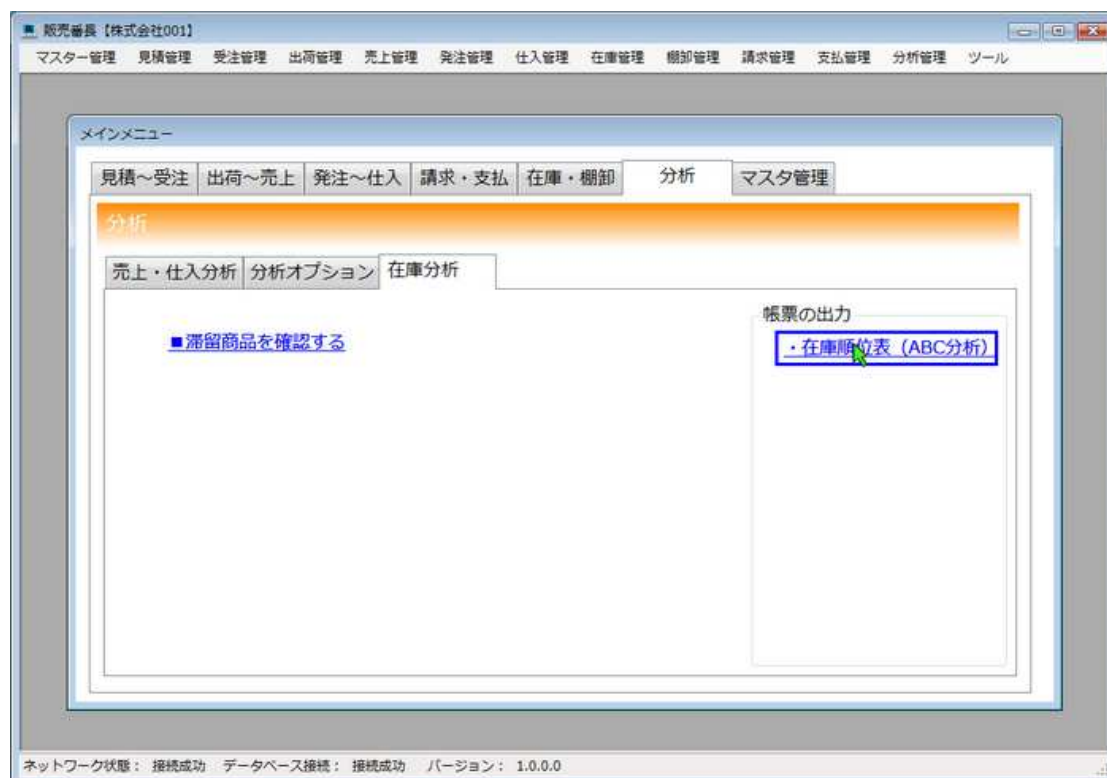 販売番長【株式会社001】
マスター管理 見積管理 受注管理 出荷管理 売上管理 発注管理 仕入管理 在庫管理 棚卸管理 請求管理 支払管理 分析管理 ツール
メインメニュー
見積～受注 出荷～売上 発注～仕入 請求・支払 在庫・棚卸 分析 マスタ管理
分析
売上・仕入分析 分析オプション 在庫分析
帳票の出力
■滞留商品を確認する
・在庫順位表（ABC分析）
ネットワーク状態： 接続成功 データベース接続： 接続成功 バージョン： 1.0.0.0